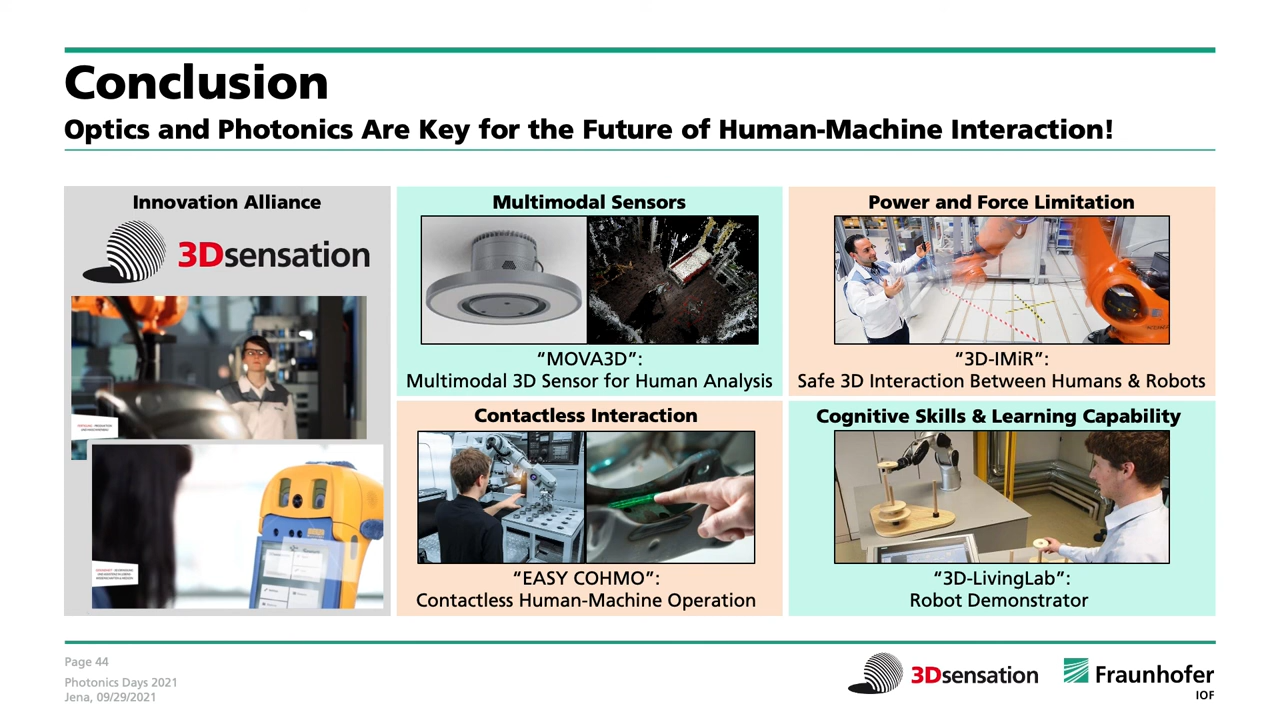 Conclusion
Optics and Photonics Are Key for the Future of Human-Machine Interaction!
Innovation Alliance
3Dsensation
Multimodal Sensors
“MOVA3D”:
Multimodal 3D Sensor for Human Analysis
Power and Force Limitation
“3D-IMiR”:
Safe 3D Interaction Between Humans & Robots
Contactless Interaction
“EASY COHMO”:
Contactless Human-Machine Operation
Cognitive Skills & Learning Capability
“3D-LivingLab”:
Robot Demonstrator
Page 44
Photonics Days 2021
Jena, 09/29/2021
3Dsensation
Fraunhofer
IOF